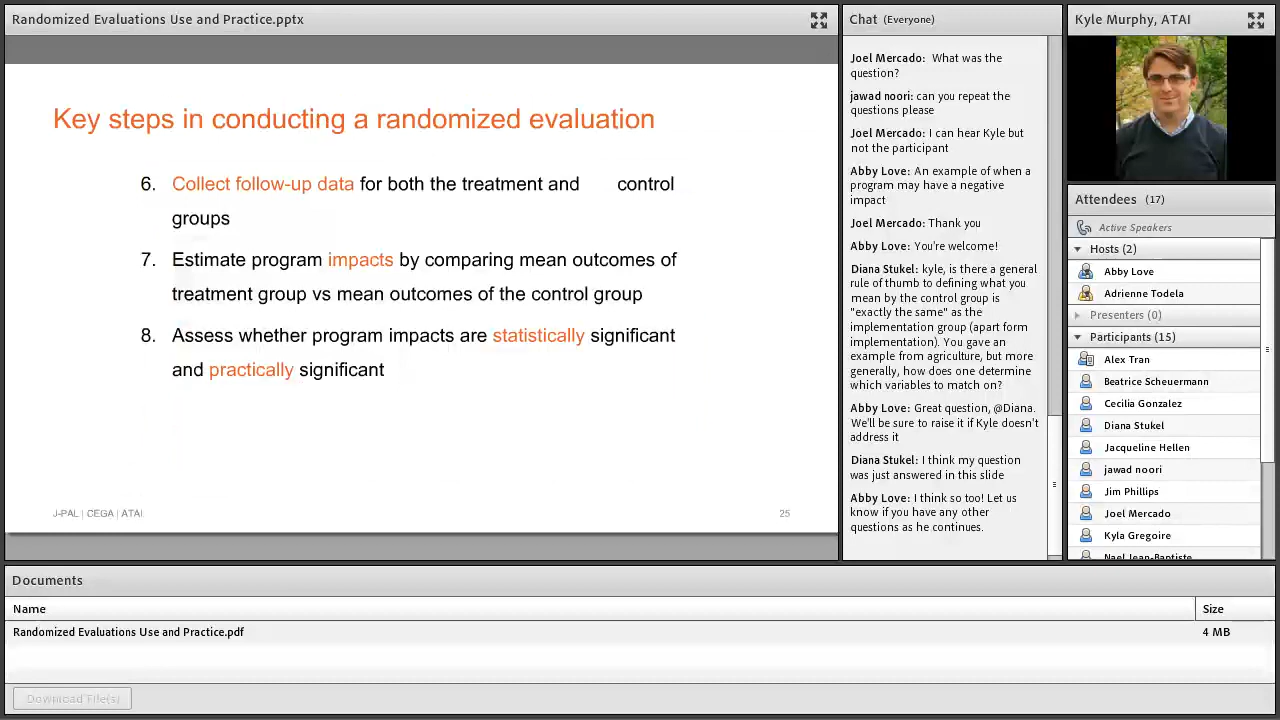 Randomized Evaluations Use and Practice.pptx
Key steps in conducting a randomized evaluation
6. Collect follow-up data for both the treatment and control
groups
7. Estimate program impacts by comparing mean outcomes of
treatment group vs mean outcomes of the control group
8. Assess whether program impacts are statistically significant
and practically significant
J-PAL | CEGA | ATAI
25
Chat (Everyone)
Joel Mercado: What was the
question?
jawad noori: can you repeat the
questions please
Joel Mercado: I can hear Kyle but
not the participant
Abby Love: An example of when a
program may have a negative
impact
Joel Mercado: Thank you
Abby Love: You're welcome!
Diana Stukel: kyle, is there a general
rule of thumb to defining what you
mean by the control group is
"exactly the same" as the
implementation group (apart form
implementation). You gave an
example from agriculture, but more
generally, how does one determine
which variables to match on?
Abby Love: Great question, @Diana.
We'll be sure to raise it if Kyle doesn't
address it
Diana Stukel: I think my question
was just answered in this slide
Abby Love: I think so too! Let us
know if you have any other
questions as he continues.
Kyle Murphy, ATAI
Attendees (17)
Active Speakers
Hosts (2)
Abby Love
Adrienne Todela
Presenters (0)
Participants (15)
Alex Tran
Beatrice Scheuermann
Cecilia Gonzalez
Diana Stukel
Jacqueline Hellen
jawad noori
Jim Phillips
Joel Mercado
Kyla Gregoire
Nael Jean-Baptiste
Documents
Name Size
Randomized Evaluations Use and Practice.pdf 4 MB
Download File(s)